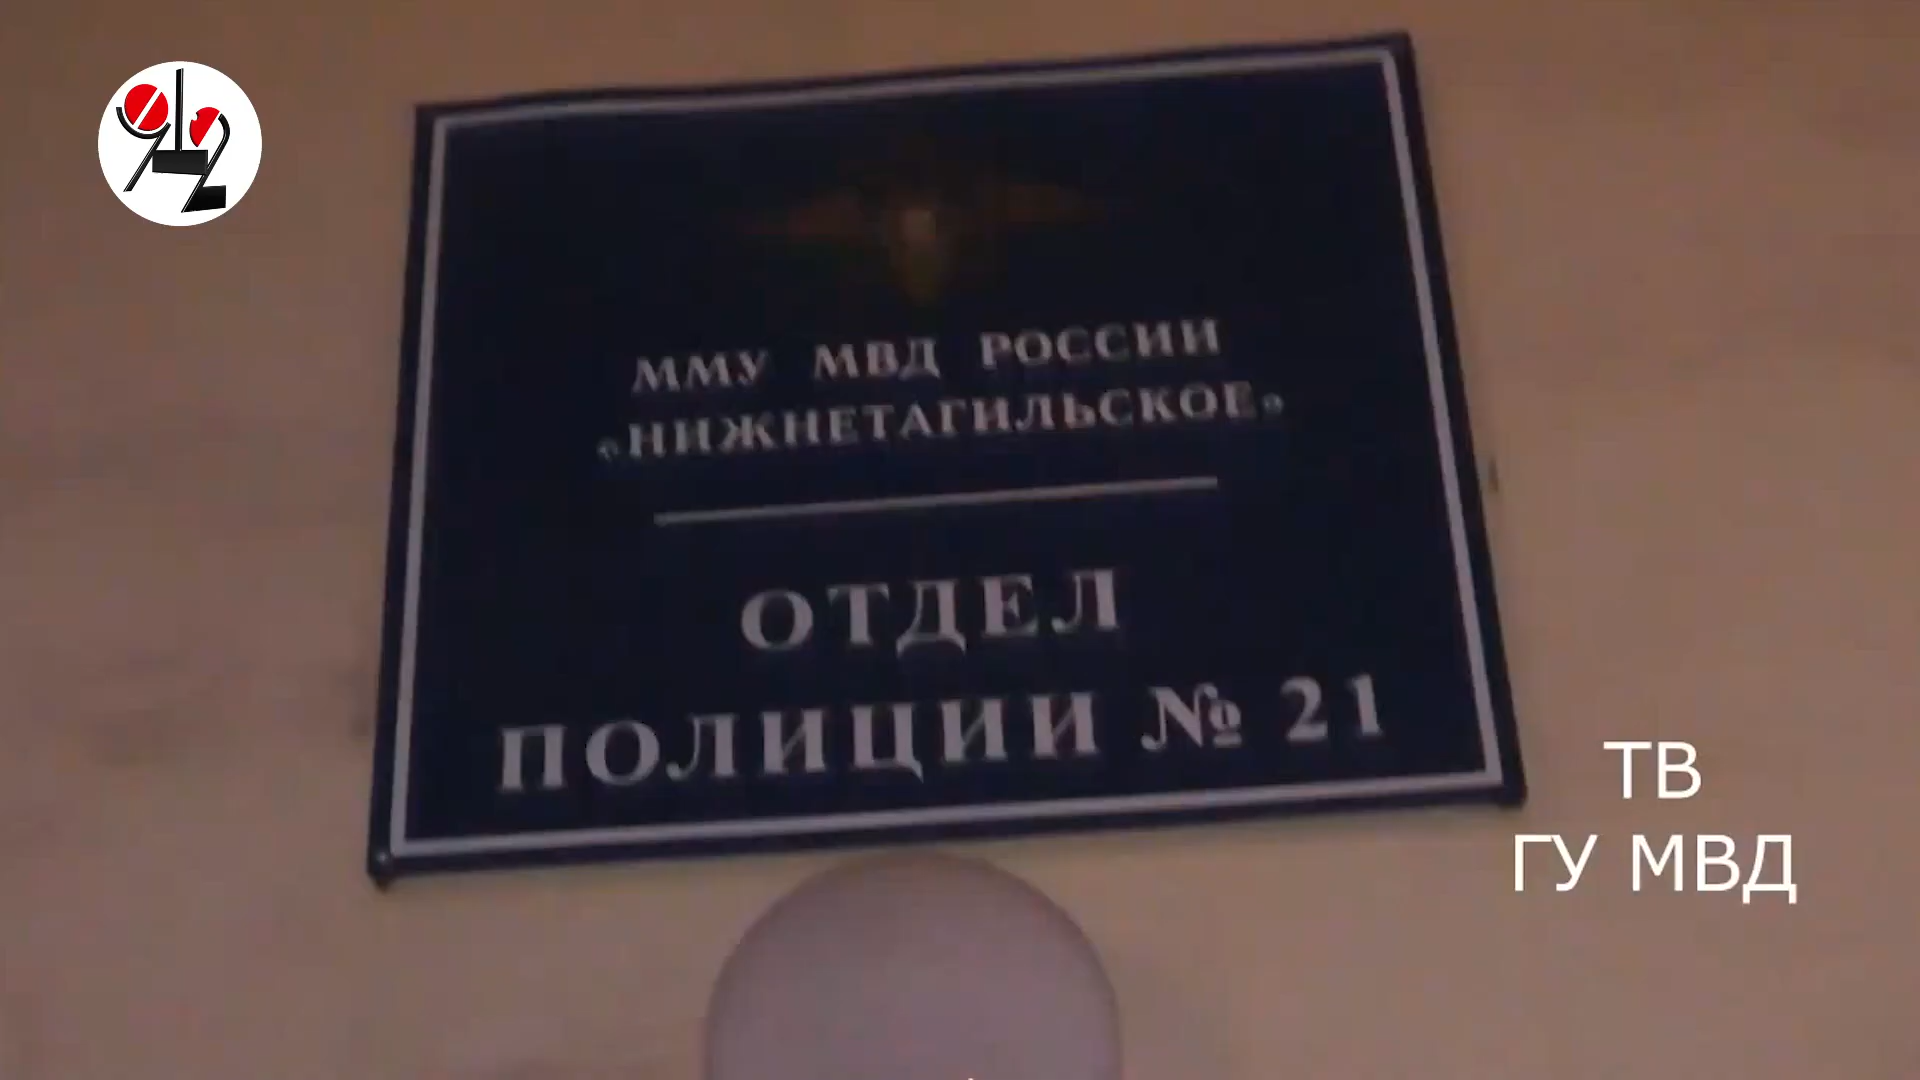 ММУ МВД РОССИИ
«НИЖНЕТАГИЛЬСКОЕ»
ОТДЕЛ
ПОЛИЦИИ № 21
ТВ
ГУ МВД